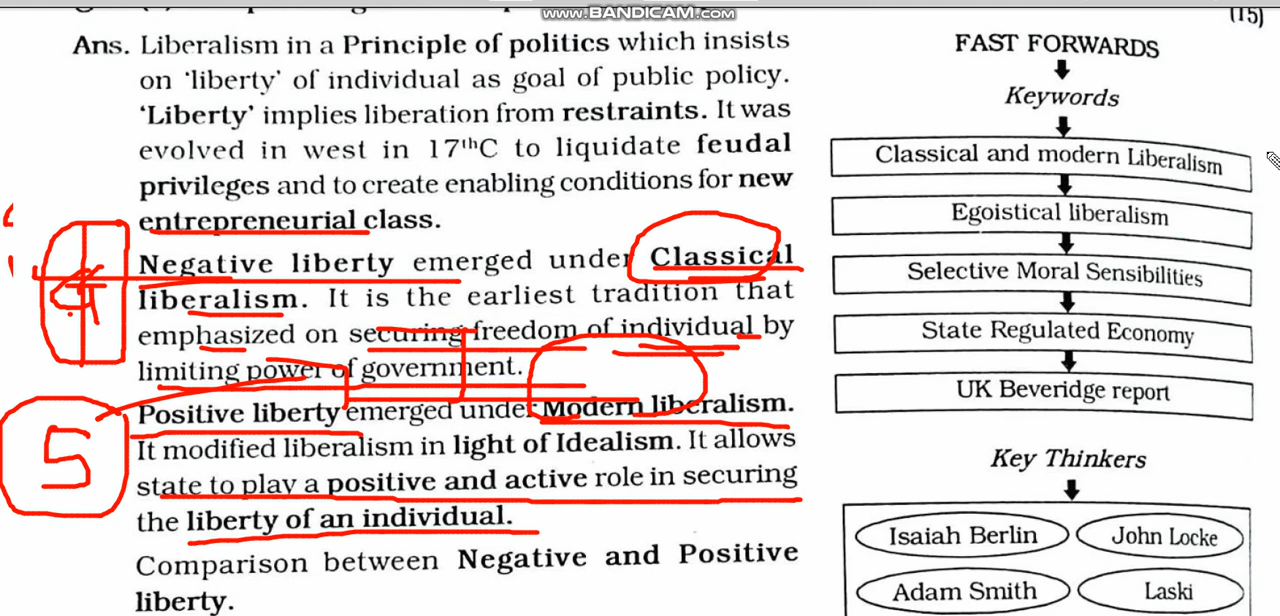 www.BANDICAM.com
(15)
Ans. Liberalism in a Principle of politics which insists
on ‘liberty’ of individual as goal of public policy.
‘Liberty’ implies liberation from restraints. It was
evolved in west in 17thC to liquidate feudal
privileges and to create enabling conditions for new
entrepreneurial class.
Negative liberty emerged under Classical
liberalism. It is the earliest tradition that
emphasized on securing freedom of individual by
limiting power of government.
5
Positive liberty emerged under Modern liberalism.
It modified liberalism in light of Idealism. It allows
state to play a positive and active role in securing
the liberty of an individual.
Comparison between Negative and Positive
liberty.
FAST FORWARDS
Keywords
Classical and modern Liberalism
Egoistical liberalism
Selective Moral Sensibilities
State Regulated Economy
UK Beveridge report
Key Thinkers
Isaiah Berlin
John Locke
Adam Smith
Laski